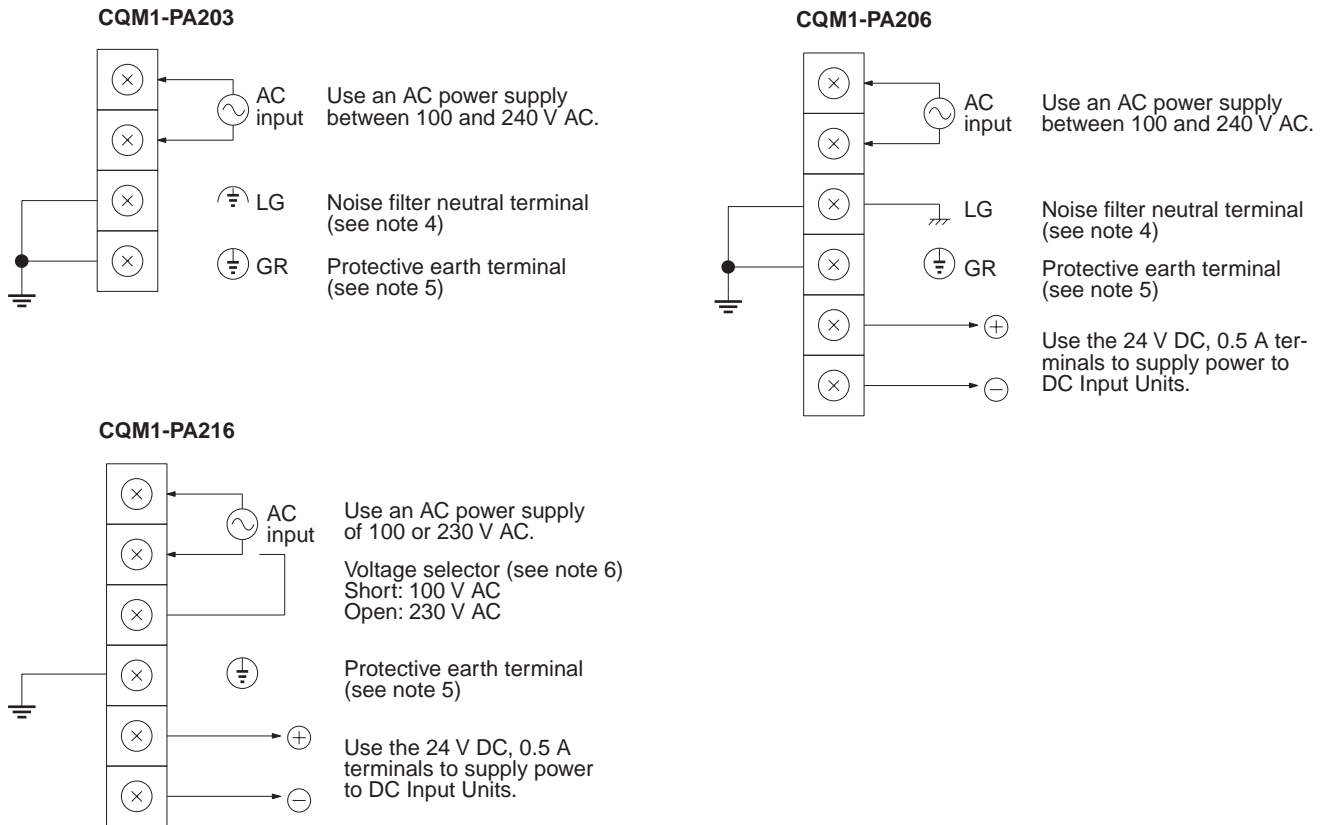 CQM1-PA203
AC
input
Use an AC power supply
between 100 and 240 V AC.
LG
Noise filter neutral terminal
(see note 4)
GR
Protective earth terminal
(see note 5)
CQM1-PA206
AC
input
Use an AC power supply
between 100 and 240 V AC.
LG
Noise filter neutral terminal
(see note 4)
GR
Protective earth terminal
(see note 5)
+
Use the 24 V DC, 0.5 A ter-
minals to supply power to
DC Input Units.
−
CQM1-PA216
AC
input
Use an AC power supply
of 100 or 230 V AC.
Voltage selector (see note 6)
Short: 100 V AC
Open: 230 V AC
Protective earth terminal
(see note 5)
+
Use the 24 V DC, 0.5 A
terminals to supply power
to DC Input Units.
−